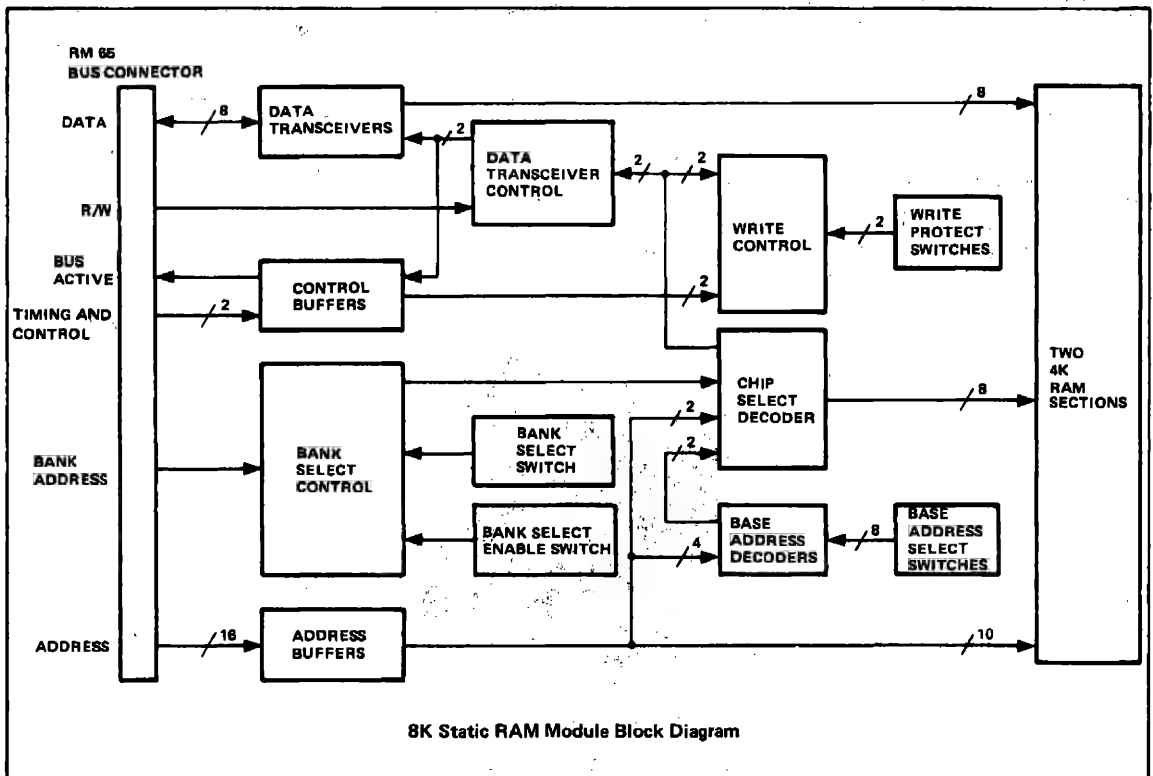 RM 65
BUS CONNECTOR
DATA
8
DATA
TRANSCEIVERS
8
2
DATA
TRANSCEIVER
CONTROL
2
2
R/W
WRITE
CONTROL
2
WRITE
PROTECT
SWITCHES
BUS
ACTIVE
TIMING AND
CONTROL
2
CONTROL
BUFFERS
2
TWO
4K
RAM
SECTIONS
CHIP
SELECT
DECODER
8
2
2
BANK
ADDRESS
BANK
SELECT
CONTROL
BANK
SELECT
SWITCH
BANK SELECT
ENABLE SWITCH
4
BASE
ADDRESS
DECODERS
8
BASE
ADDRESS
SELECT
SWITCHES
ADDRESS
16
ADDRESS
BUFFERS
10
8K Static RAM Module Block Diagram